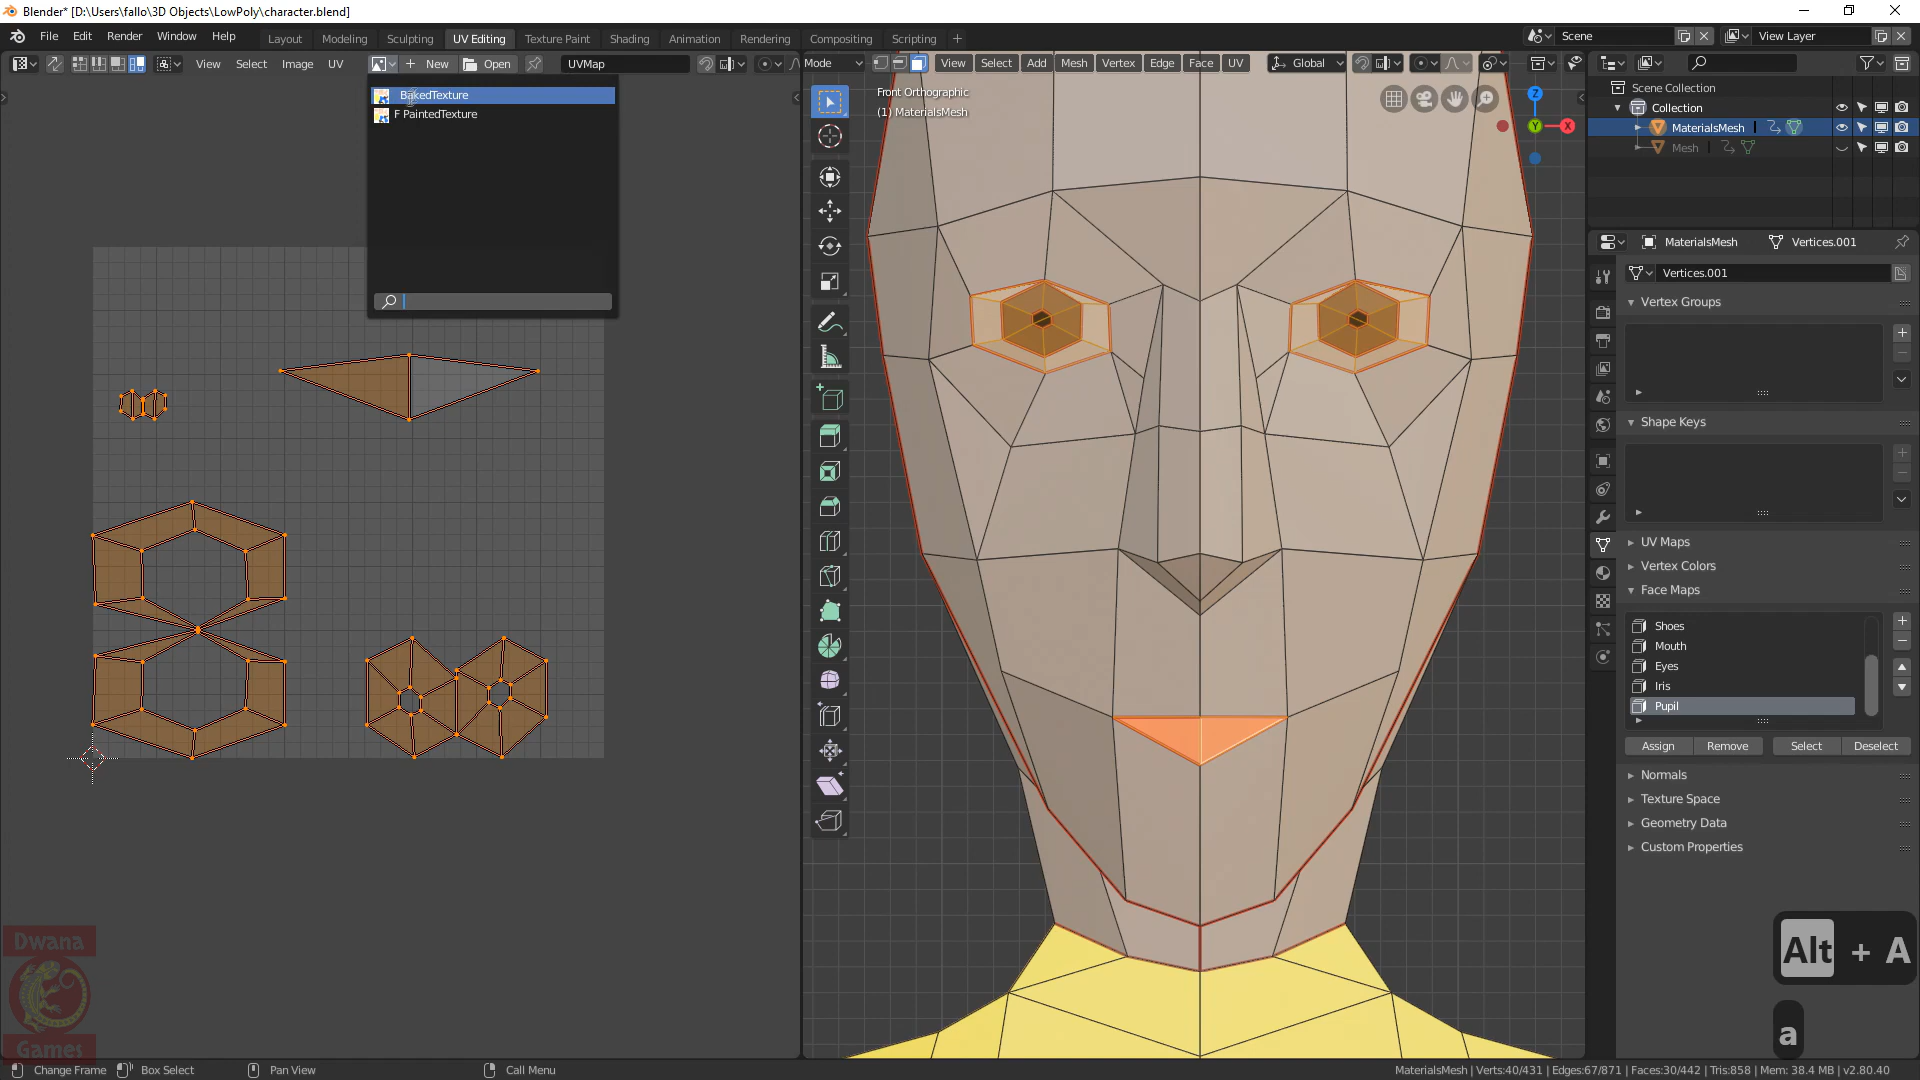 Blender* [D:\Users\fallo\3D Objects\LowPoly\character.blend]
File Edit Render Window Help
Layout Modeling Sculpting UV Editing Texture Paint Shading Animation Rendering Compositing Scripting +
Scene
View Layer
View Select Image UV
New Open
UVMap
Mode
View Select Add Mesh Vertex Edge Face UV
Global
BakedTexture
F PaintedTexture
Front Orthographic
(1) MaterialsMesh
Z
Y
X
Scene Collection
Collection
MaterialsMesh
Mesh
MaterialsMesh
Vertices.001
Vertices.001
Vertex Groups
Shape Keys
UV Maps
Vertex Colors
Face Maps
Shoes
Mouth
Eyes
Iris
Pupil
Assign Remove Select Deselect
Normals
Texture Space
Geometry Data
Custom Properties
Alt + A
a
Dwana
Games
Change Frame Box Select Pan View Call Menu
MaterialsMesh | Verts:40/431 | Edges:67/871 | Faces:30/442 | Tris:858 | Mem: 38.4 MB | v2.80.40